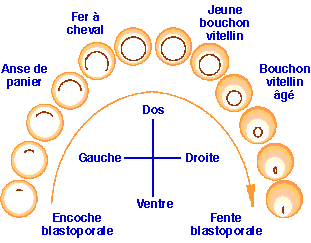 Fer à
cheval
Jeune
bouchon
vitellin
Anse de
panier
Bouchon
vitellin
âgé
Dos
Gauche
Droite
Ventre
Encoche
blastoporale
Fente
blastoporale